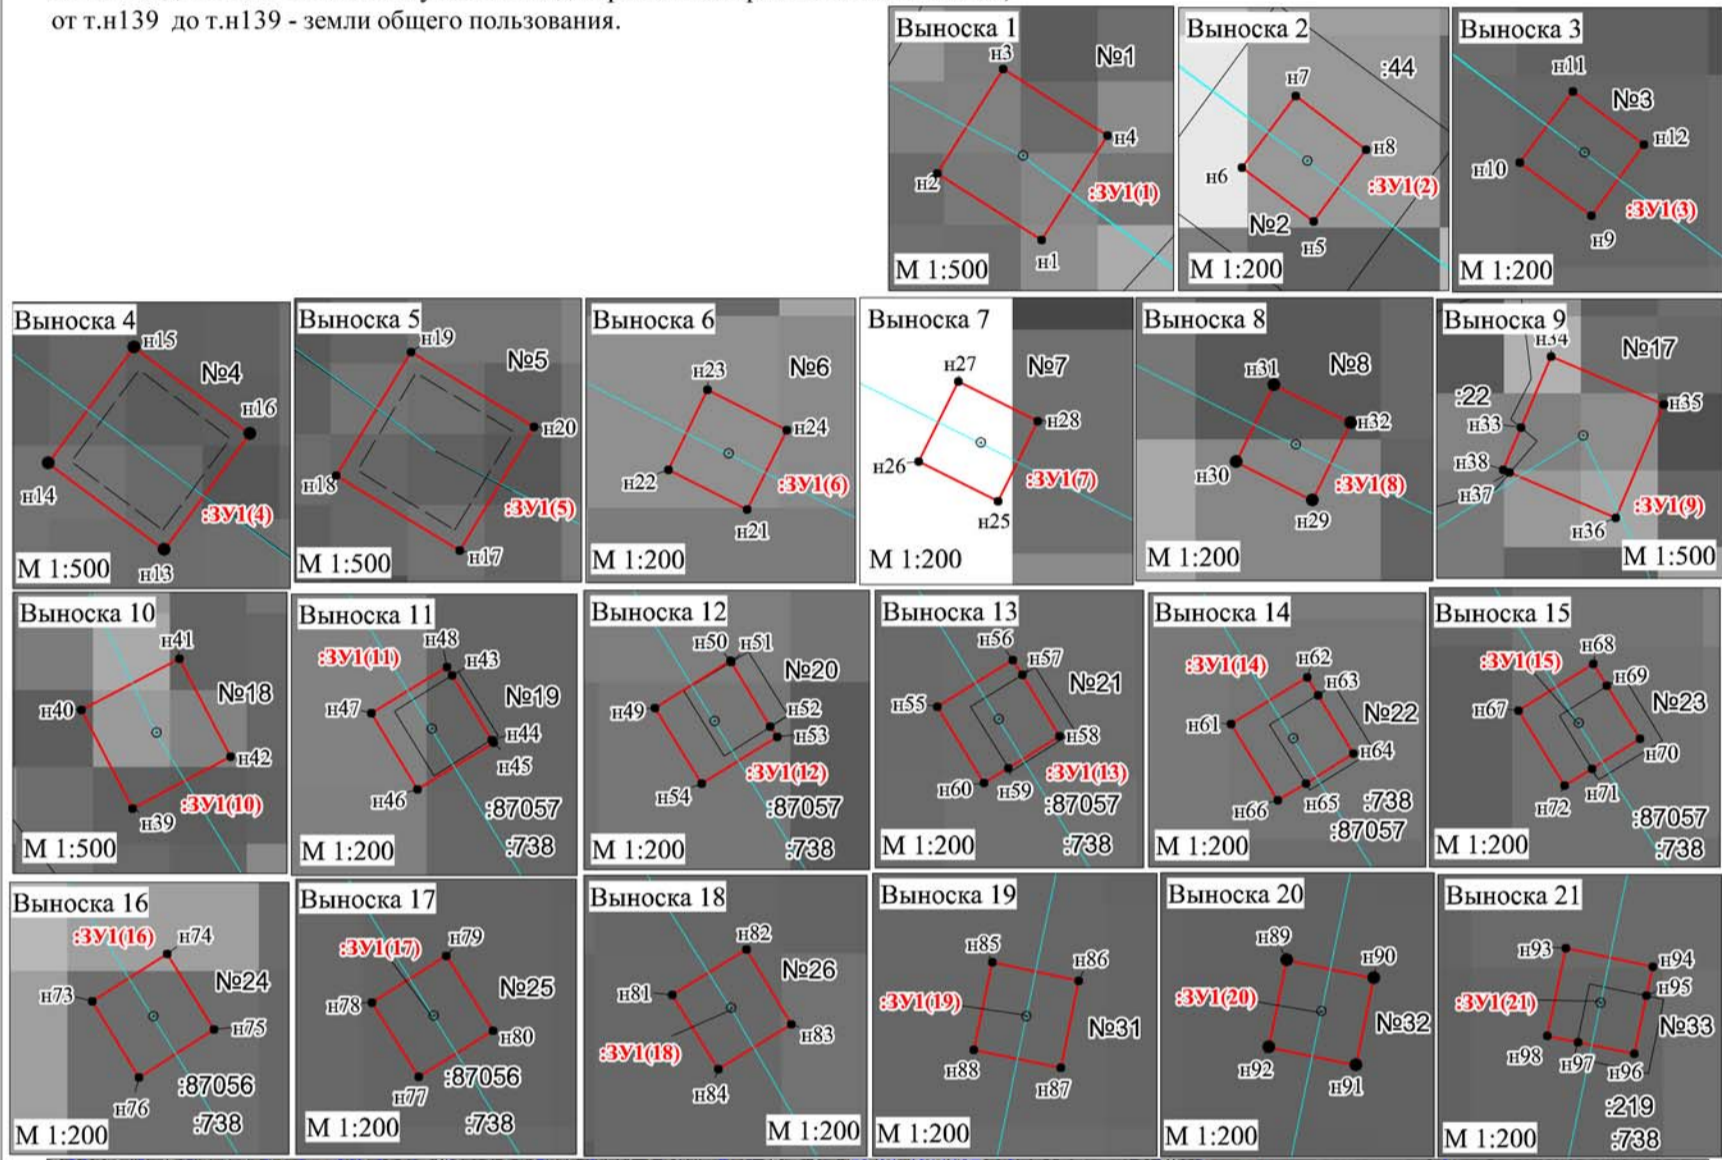 от т.н139 до т.н139 - земли общего пользования.
Выноска 1
н3
№1
н4
н2
:ЗУ1(1)
н1
М 1:500
Выноска 2
:44
н7
н8
н6
:ЗУ1(2)
№2
н5
М 1:200
Выноска 3
н11
№3
н12
н10
:ЗУ1(3)
н9
М 1:200
Выноска 4
н15
№4
н16
н14
:ЗУ1(4)
М 1:500
н13
Выноска 5
н19
№5
н20
н18
:ЗУ1(5)
М 1:500
н17
Выноска 6
н23
№6
н24
н22
:ЗУ1(6)
н21
М 1:200
Выноска 7
н27
№7
н28
н26
:ЗУ1(7)
н25
М 1:200
Выноска 8
н31
№8
н32
н30
:ЗУ1(8)
н29
М 1:200
Выноска 9
н34
№17
:22
н35
н33
н38
н37
:ЗУ1(9)
н36
М 1:500
Выноска 10
н41
№18
н40
н42
:ЗУ1(10)
н39
М 1:500
Выноска 11
н48
:ЗУ1(11)
н43
№19
н47
н44
н45
н46
:87057
М 1:200
:738
Выноска 12
н50
н51
№20
н49
н52
н53
:ЗУ1(12)
н54
:87057
М 1:200
:738
Выноска 13
н56
н57
№21
н55
н58
:ЗУ1(13)
н60
н59
:87057
М 1:200
:738
Выноска 14
:ЗУ1(14)
н62
н63
№22
н61
н64
н65
:738
н66
:87057
М 1:200
Выноска 15
н68
:ЗУ1(15)
н69
№23
н67
н70
н71
н72
:87057
М 1:200
:738
Выноска 16
:ЗУ1(16)
н74
№24
н73
н75
:87056
н76
:738
М 1:200
Выноска 17
н79
:ЗУ1(17)
№25
н78
н80
:87056
н77
:738
М 1:200
Выноска 18
н82
№26
н81
н83
:ЗУ1(18)
н84
М 1:200
Выноска 19
н85
н86
:ЗУ1(19)
№31
н88
н87
М 1:200
Выноска 20
н89
н90
:ЗУ1(20)
№32
н92
н91
М 1:200
Выноска 21
н93
н94
н95
:ЗУ1(21)
№33
н98
н97
н96
:219
М 1:200
:738